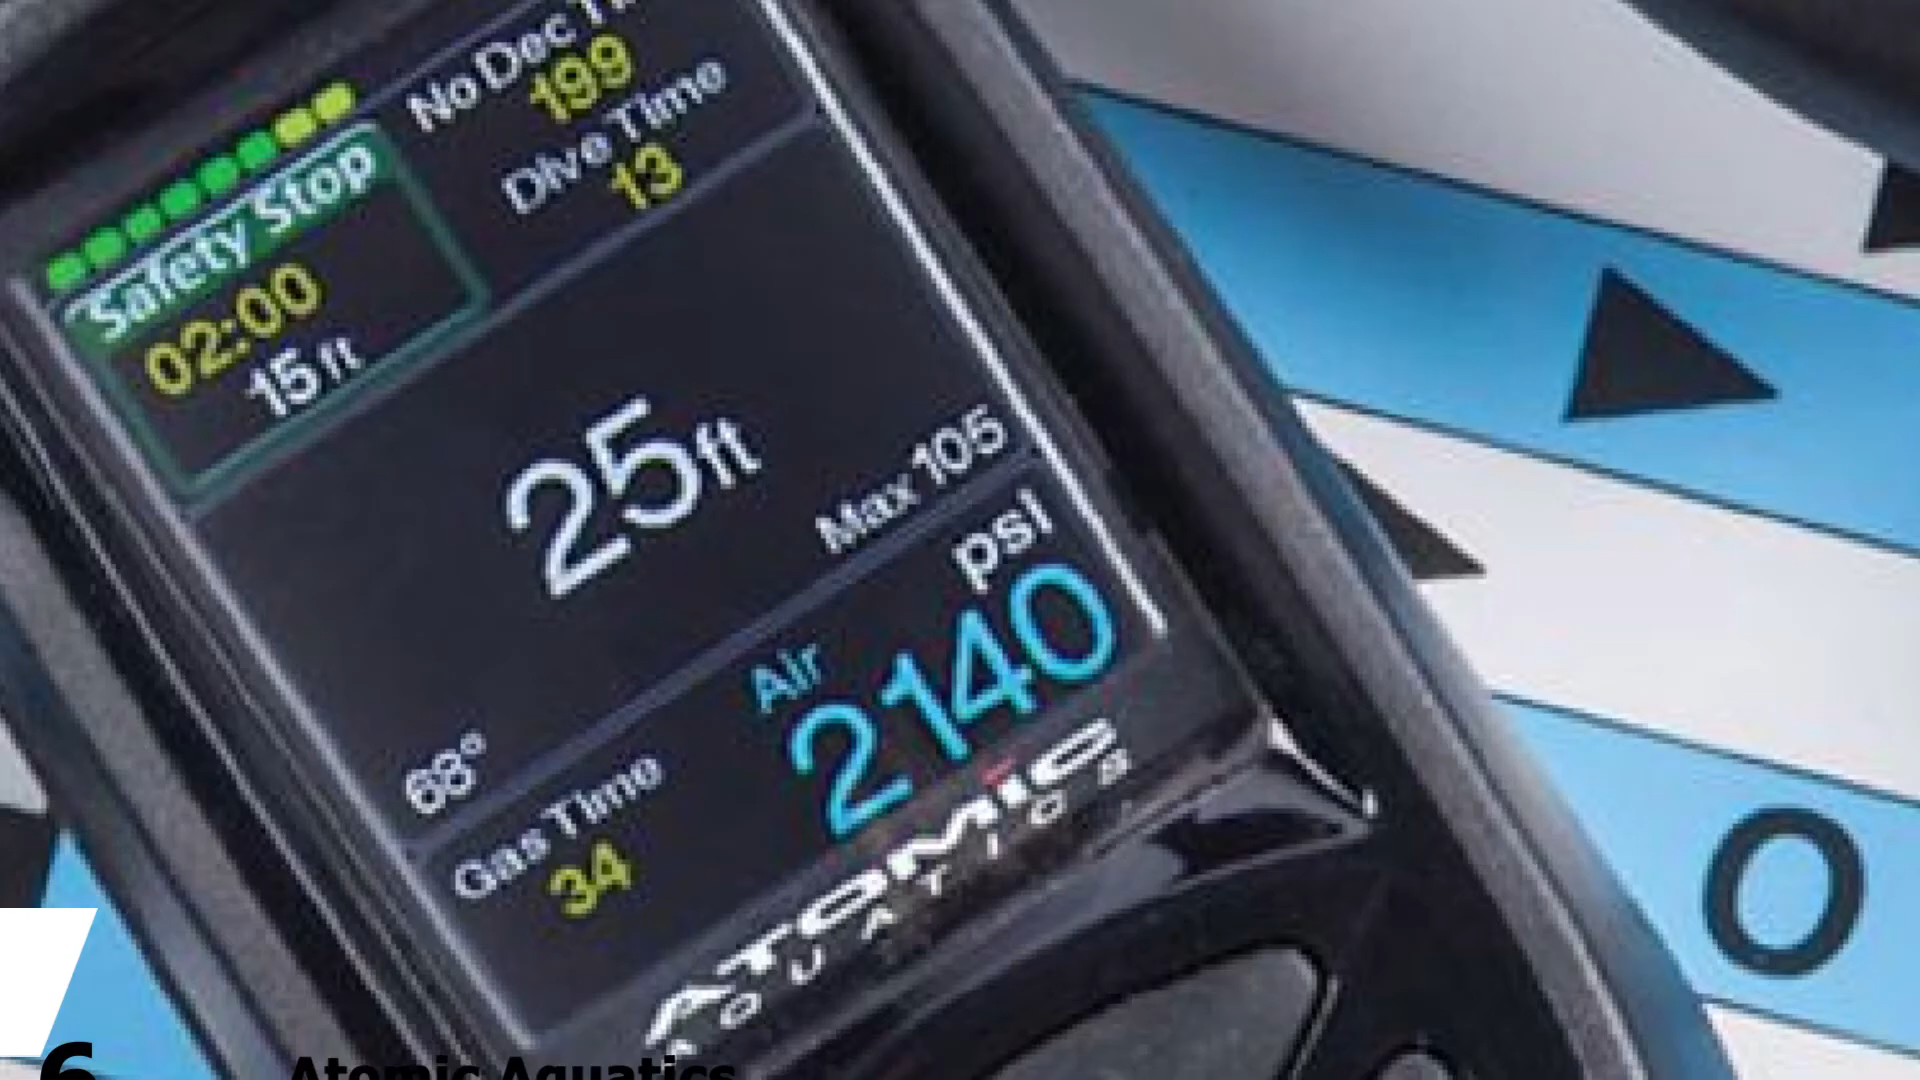 No Dec Ti
199
Dive Time
13
Safety Stop
02:00
15 ft
25ft
Max 105
68°
psi
Air
2140
Gas Time
34
ATOMIC
AQUATICS
O
6
Atomic Aquatics